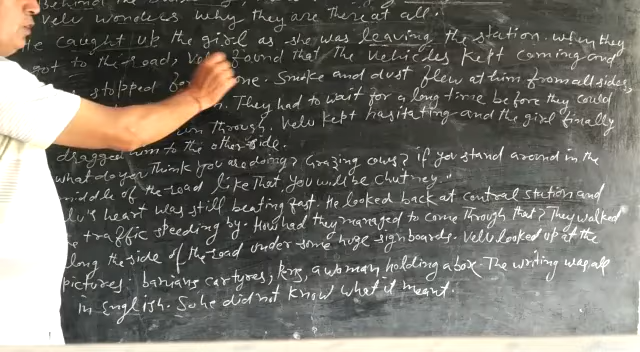 Velu wonders why they are there at all.
caught up the girl as she was leaving the station. when they
got to the road, Velu found that the vehicles kept coming and
stopped for one. Smoke and dust flew at him from all sides,
They had to wait for a long time before they could
through. Velu kept hasitating and the girl finally
dragged him to the other side.
what do you think you are doing? Grazing cows? if you stand around in the
middle of the road like that, you will be chutney."
lu's heart was still beating fast. He looked back at central station and
traffic speeding by. How had they managed to come through that? They walked
long the side of the road under some huge signboards. Velu looked up at the
pictures: banians, car tyres, a woman holding a box. The writing was all
in English. So he did not know what it meant.